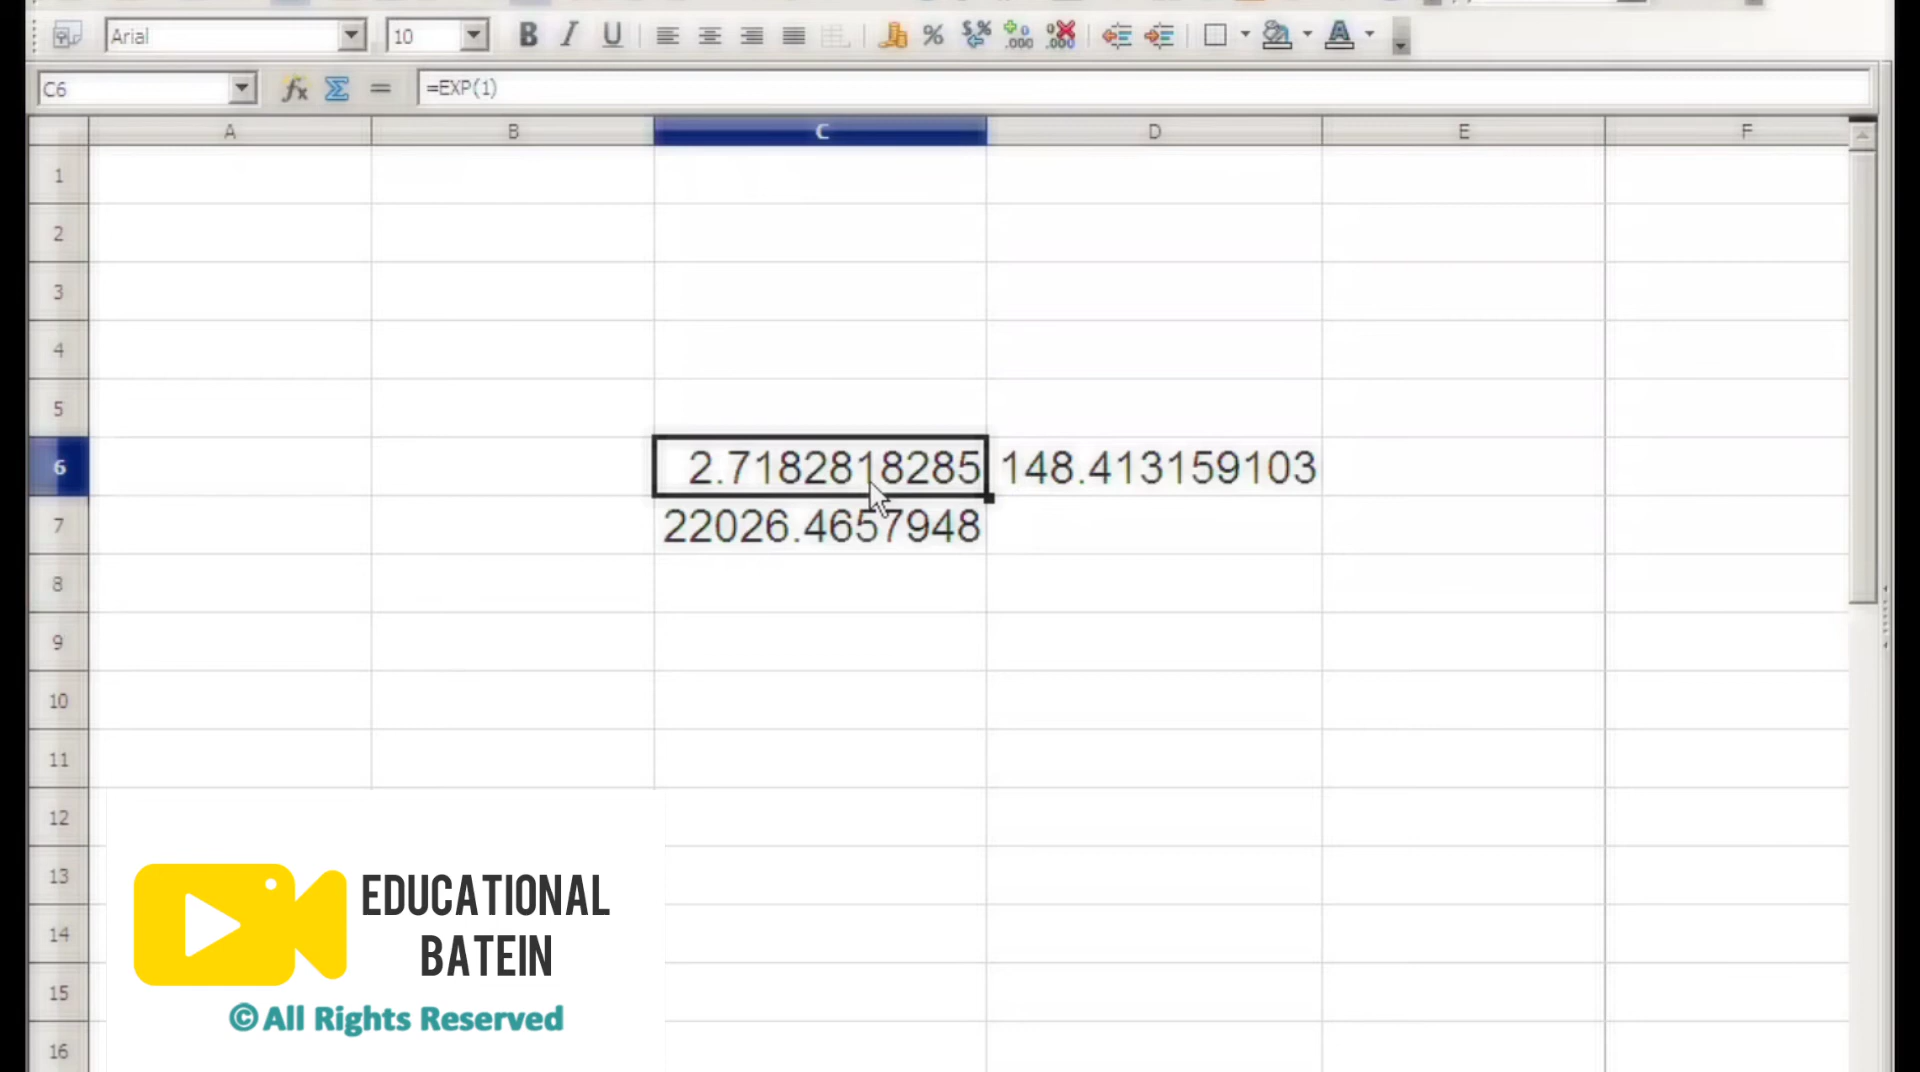 Arial
10
B I U
C6
=EXP(1)
A B C D E F
1
2
3
4
5
6 2.7182818285 148.413159103
7 22026.4657948
8
9
10
11
12
13
EDUCATIONAL
14
BATEIN
15
©All Rights Reserved
16